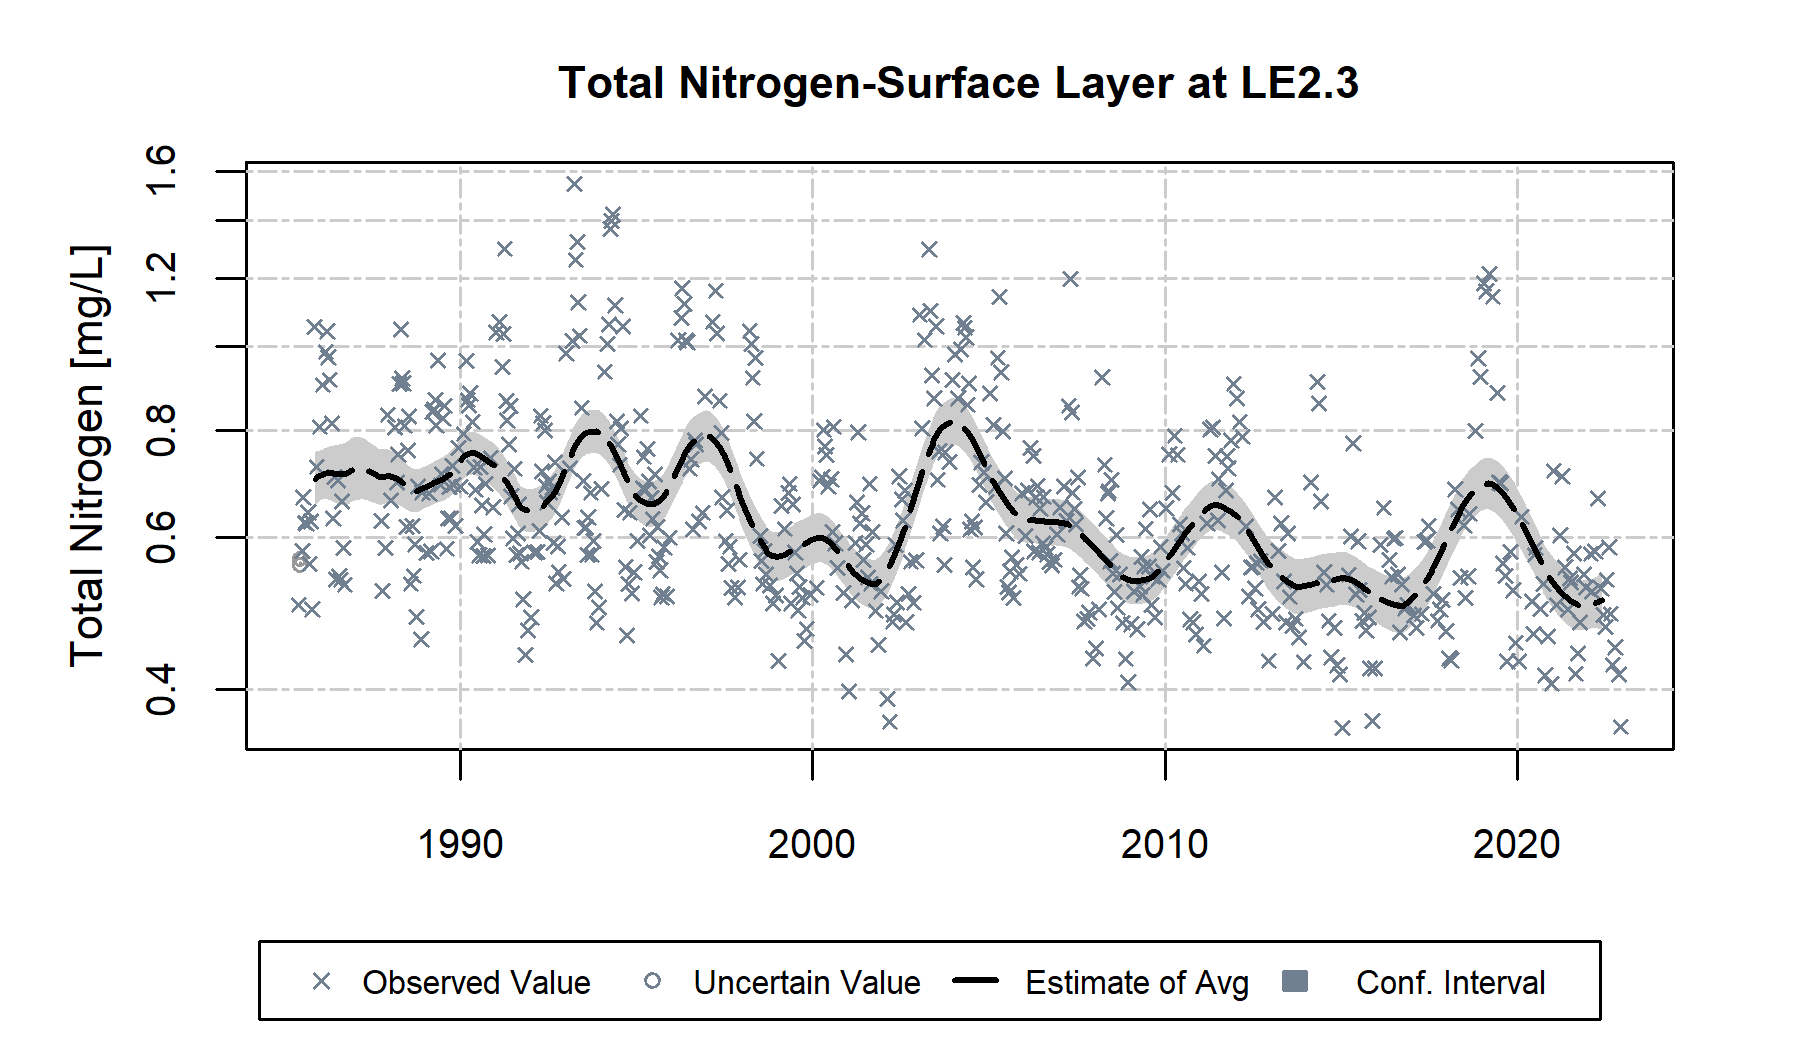 Total Nitrogen-Surface Layer at LE2.3
Total Nitrogen [mg/L]
1.6
1.2
0.8
0.6
0.4
1990 2000 2010 2020
Observed Value Uncertain Value Estimate of Avg Conf. Interval